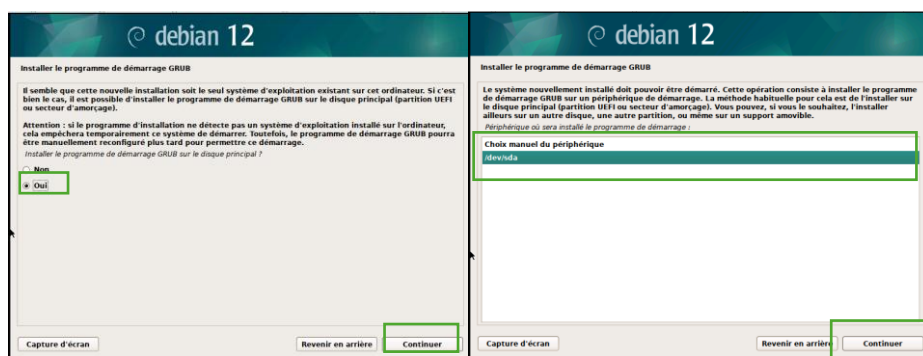 debian 12
Installer le programme de démarrage GRUB
Il semble que cette nouvelle installation soit le seul système d'exploitation existant sur cet ordinateur. Si c'est
bien le cas, il est possible d'installer le programme de démarrage GRUB sur le disque principal (partition UEFI
ou secteur d'amorçage).
Attention : si le programme d'installation ne détecte pas un système d'exploitation installé sur l'ordinateur,
cela empêchera temporairement ce système de démarrer. Toutefois, le programme de démarrage GRUB pourra
être manuellement reconfiguré plus tard pour permettre ce démarrage.
Installer le programme de démarrage GRUB sur le disque principal ?
Non
Oui
Capture d'écran
Revenir en arrière
Continuer
debian 12
Installer le programme de démarrage GRUB
Le système nouvellement installé doit pouvoir être démarré. Cette opération consiste à installer le programme
de démarrage GRUB sur un périphérique de démarrage. La méthode habituelle pour cela est de l'installer sur
le disque principal (partition UEFI ou secteur d'amorçage). Vous pouvez, si vous le souhaitez, l'installer
ailleurs sur un autre disque, une autre partition, ou même sur un support amovible.
Périphérique où sera installé le programme de démarrage :
Choix manuel du périphérique
/dev/sda
Capture d'écran
Revenir en arrière
Continuer